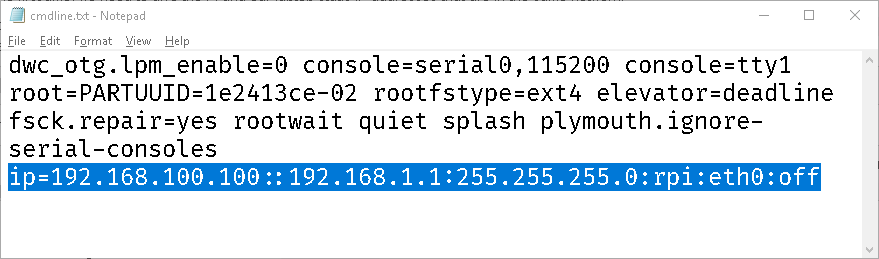 cmdline.txt - Notepad
File Edit Format View Help
dwc_otg.lpm_enable=0 console=serial0,115200 console=tty1
root=PARTUUID=1e2413ce-02 rootfstype=ext4 elevator=deadline
fsck.repair=yes rootwait quiet splash plymouth.ignore-
serial-consoles
ip=192.168.100.100::192.168.1.1:255.255.255.0:rpi:eth0:off